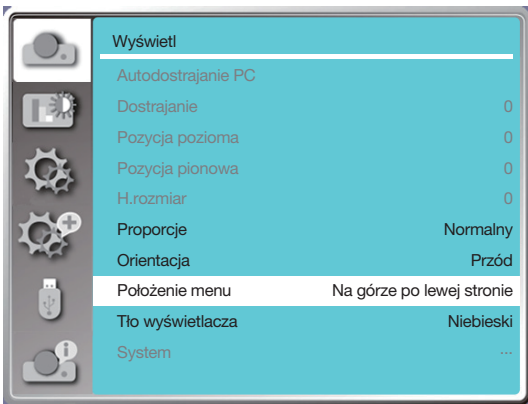 Wyświetl
Autodostrajanie PC
Dostrajanie 0
Pozycja pozioma 0
Pozycja pionowa 0
H.rozmiar 0
Proporcje Normalny
Orientacja Przód
Położenie menu Na górze po lewej stronie
Tło wyświetlacza Niebieski
System ...